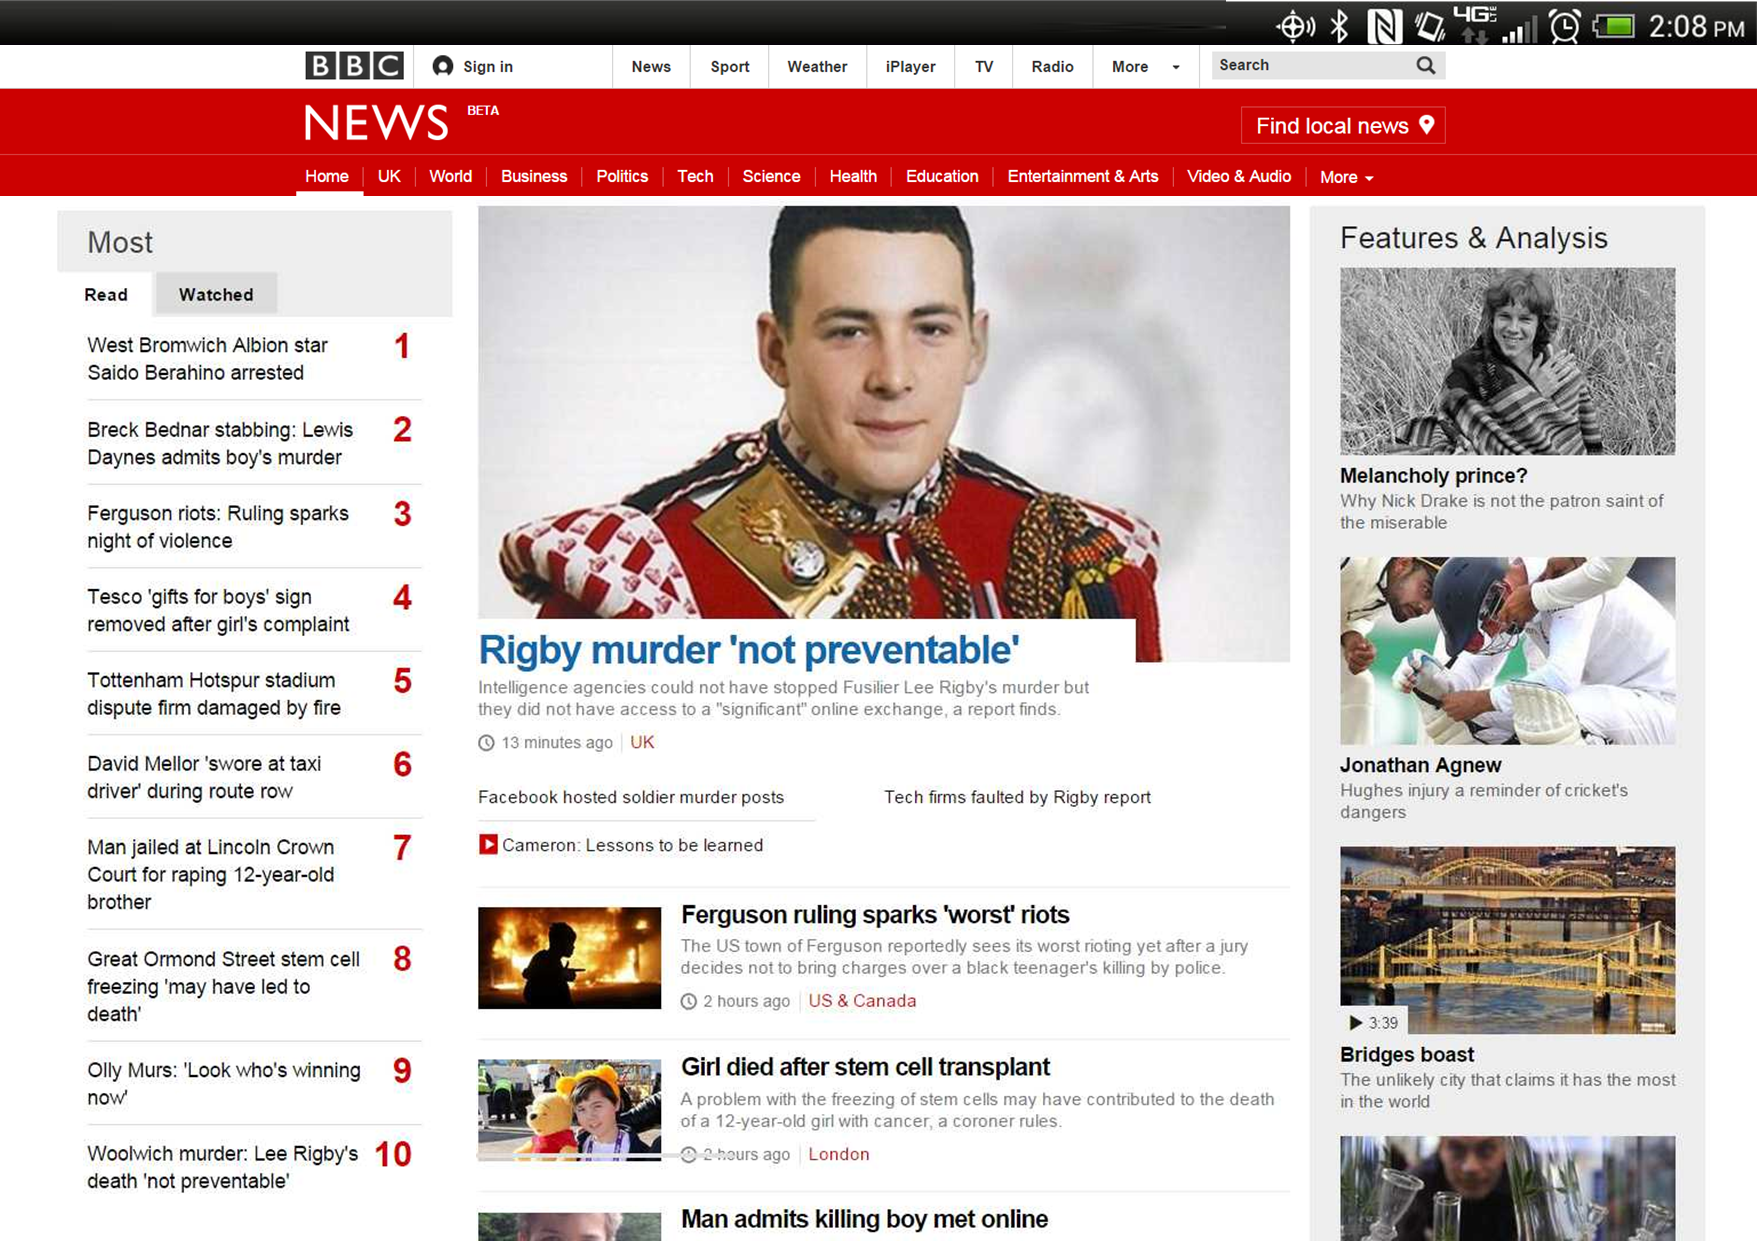 4G LTE
2:08 PM
BBC
Sign in
News
Sport
Weather
iPlayer
TV
Radio
More
Search
NEWS BETA
Find local news
Home
UK
World
Business
Politics
Tech
Science
Health
Education
Entertainment & Arts
Video & Audio
More
Most
Read
Watched
West Bromwich Albion star
Saido Berahino arrested
1
Breck Bednar stabbing: Lewis
Daynes admits boy's murder
2
Ferguson riots: Ruling sparks
night of violence
3
Tesco 'gifts for boys' sign
removed after girl's complaint
4
Tottenham Hotspur stadium
dispute firm damaged by fire
5
David Mellor 'swore at taxi
driver' during route row
6
Man jailed at Lincoln Crown
Court for raping 12-year-old
brother
7
Great Ormond Street stem cell
freezing 'may have led to
death'
8
Olly Murs: 'Look who's winning
now'
9
Woolwich murder: Lee Rigby's
death 'not preventable'
10
Rigby murder 'not preventable'
Intelligence agencies could not have stopped Fusilier Lee Rigby's murder but
they did not have access to a "significant" online exchange, a report finds.
13 minutes ago
UK
Facebook hosted soldier murder posts
Tech firms faulted by Rigby report
Cameron: Lessons to be learned
Ferguson ruling sparks 'worst' riots
The US town of Ferguson reportedly sees its worst rioting yet after a jury
decides not to bring charges over a black teenager's killing by police.
2 hours ago
US & Canada
Girl died after stem cell transplant
A problem with the freezing of stem cells may have contributed to the death
of a 12-year-old girl with cancer, a coroner rules.
2 hours ago
London
Man admits killing boy met online
Features & Analysis
Melancholy prince?
Why Nick Drake is not the patron saint of
the miserable
Jonathan Agnew
Hughes injury a reminder of cricket's
dangers
3:39
Bridges boast
The unlikely city that claims it has the most
in the world